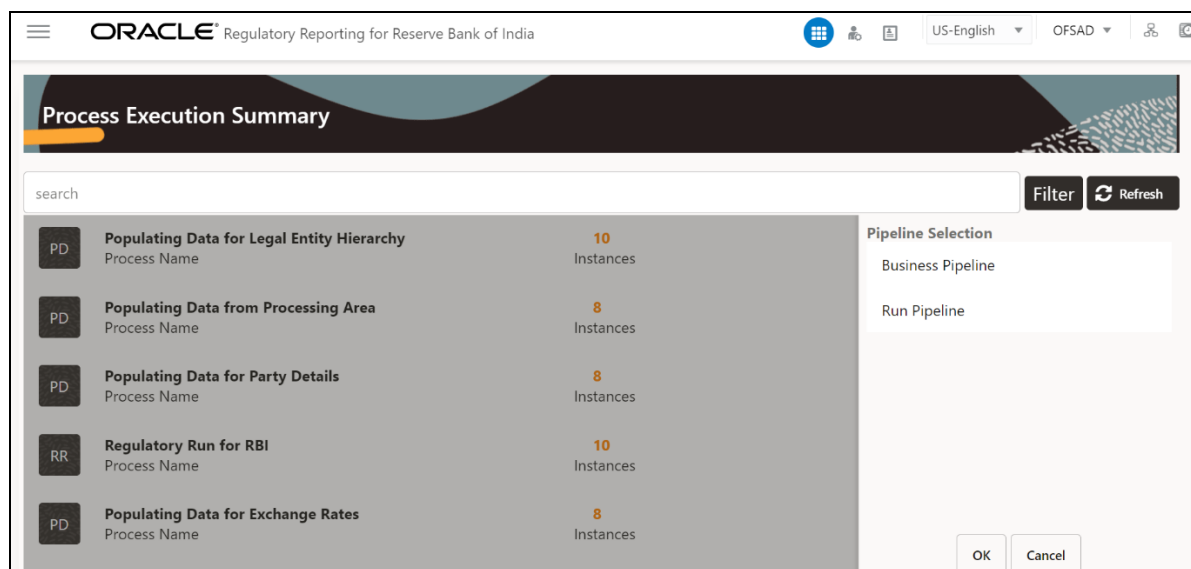 ORACLE® Regulatory Reporting for Reserve Bank of India
US-English
OFSAD
Process Execution Summary
search
Filter
Refresh
PD
Populating Data for Legal Entity Hierarchy
Process Name
10
Instances
PD
Populating Data from Processing Area
Process Name
8
Instances
PD
Populating Data for Party Details
Process Name
8
Instances
RR
Regulatory Run for RBI
Process Name
10
Instances
PD
Populating Data for Exchange Rates
Process Name
8
Instances
Pipeline Selection
Business Pipeline
Run Pipeline
OK
Cancel